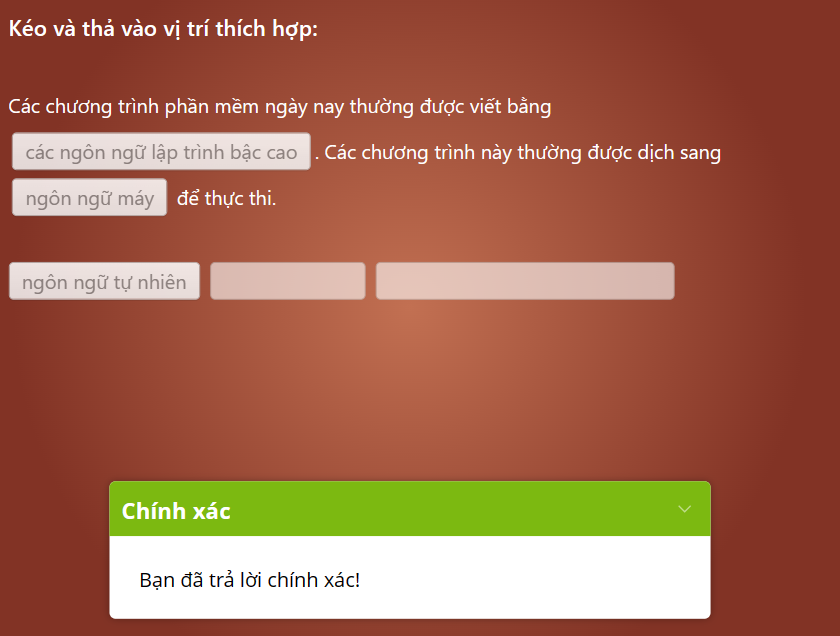 Kéo và thả vào vị trí thích hợp:
Các chương trình phần mềm ngày nay thường được viết bằng
các ngôn ngữ lập trình bậc cao . Các chương trình này thường được dịch sang
ngôn ngữ máy để thực thi.
ngôn ngữ tự nhiên
Chính xác
Bạn đã trả lời chính xác!